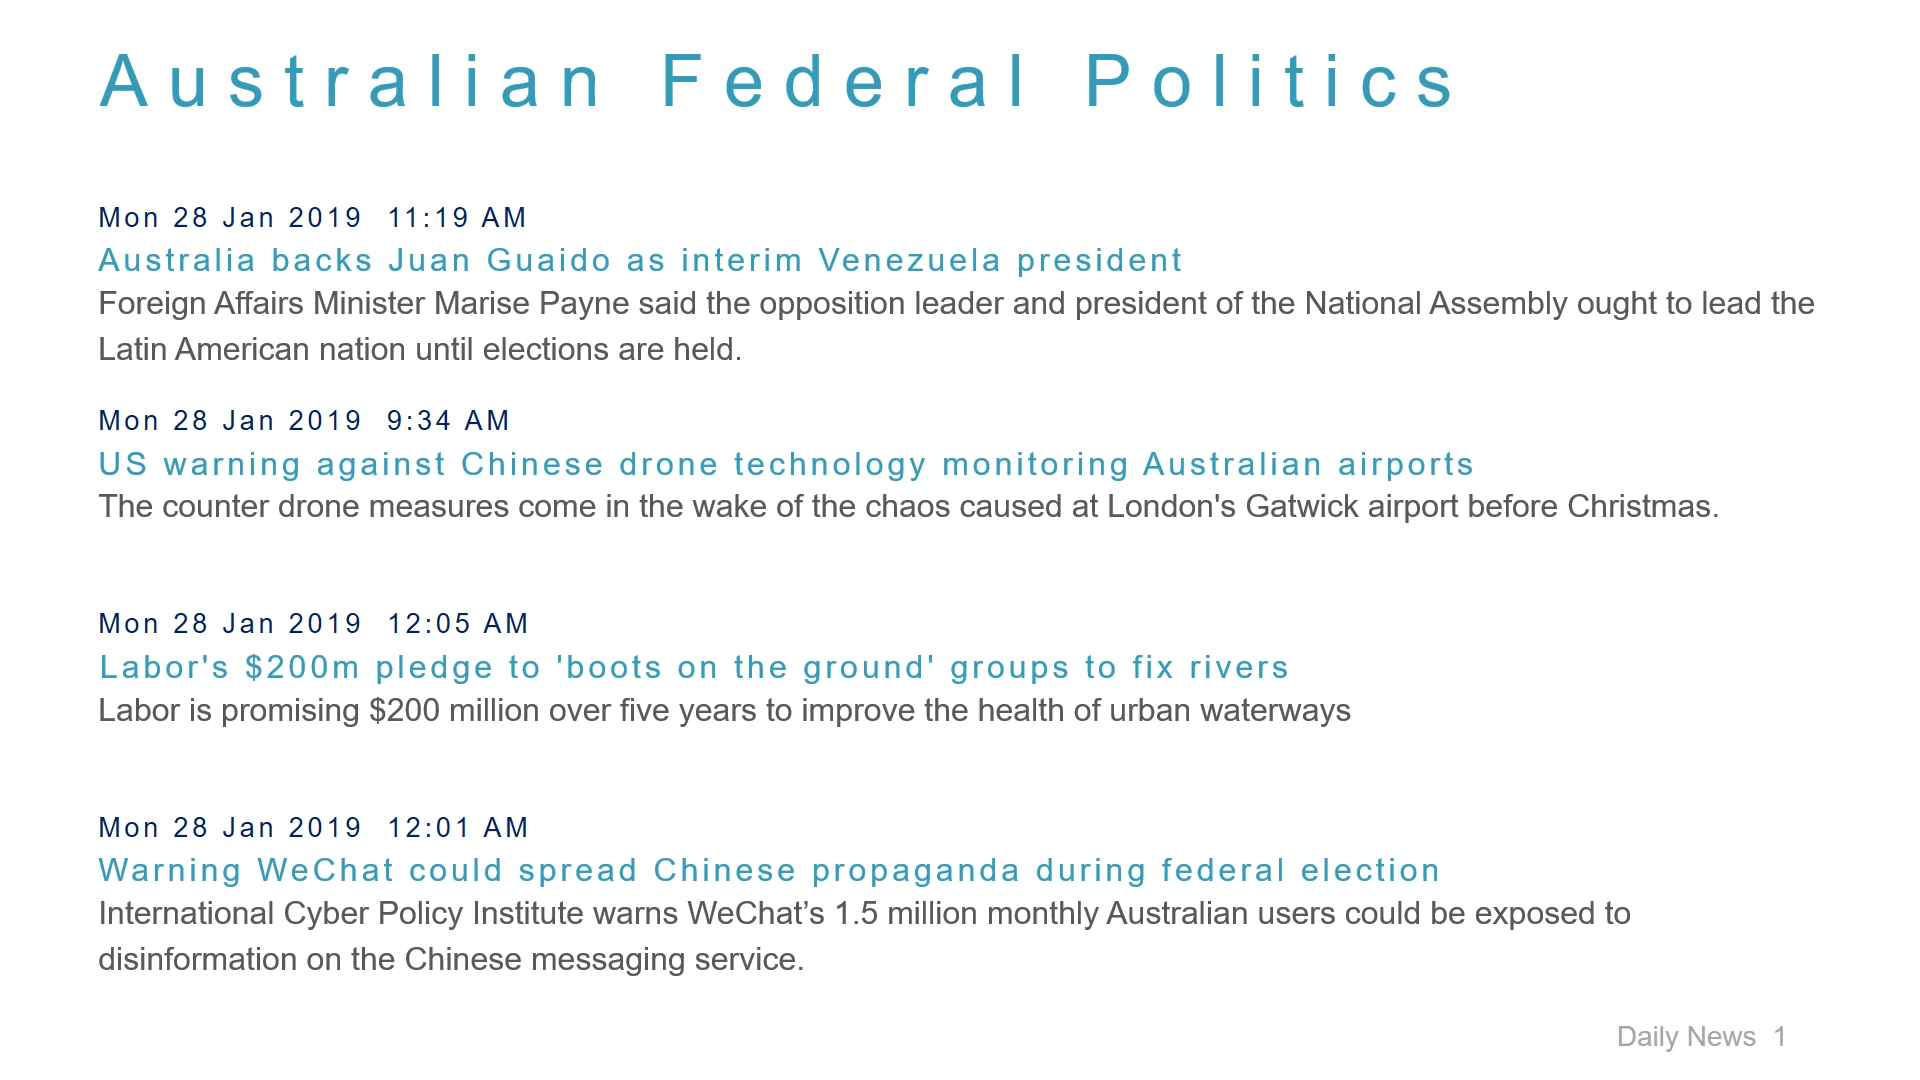 Australian Federal Politics
Mon 28 Jan 2019 11:19 AM
Australia backs Juan Guaido as interim Venezuela president
Foreign Affairs Minister Marise Payne said the opposition leader and president of the National Assembly ought to lead the
Latin American nation until elections are held.
Mon 28 Jan 2019 9:34 AM
US warning against Chinese drone technology monitoring Australian airports
The counter drone measures come in the wake of the chaos caused at London's Gatwick airport before Christmas.
Mon 28 Jan 2019 12:05 AM
Labor's $200m pledge to 'boots on the ground' groups to fix rivers
Labor is promising $200 million over five years to improve the health of urban waterways
Mon 28 Jan 2019 12:01 AM
Warning WeChat could spread Chinese propaganda during federal election
International Cyber Policy Institute warns WeChat’s 1.5 million monthly Australian users could be exposed to
disinformation on the Chinese messaging service.
Daily News 1